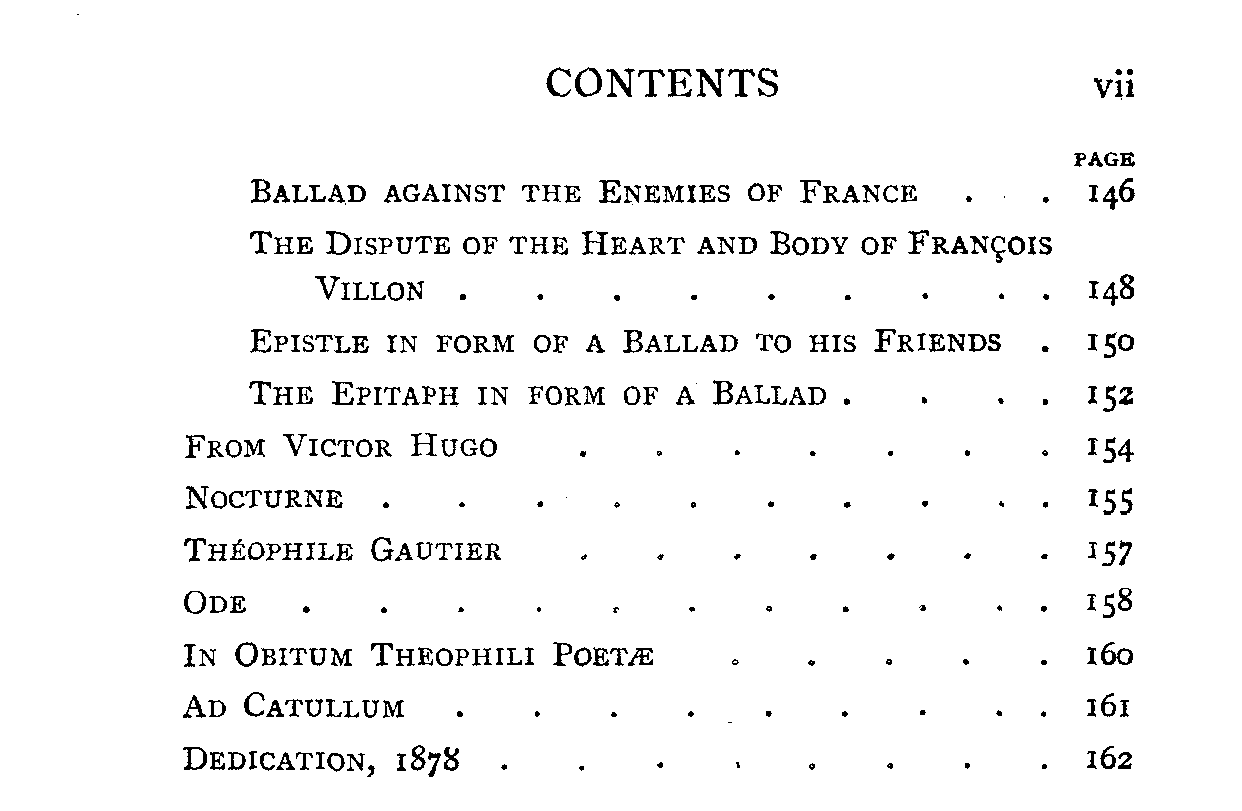 CONTENTS vii
PAGE
BALLAD AGAINST THE ENEMIES OF FRANCE . . 146
THE DISPUTE OF THE HEART AND BODY OF FRANÇOIS
VILLON . . . . . . . . . 148
EPISTLE IN FORM OF A BALLAD TO HIS FRIENDS . 150
THE EPITAPH IN FORM OF A BALLAD . . . . 152
FROM VICTOR HUGO . . . . . . . 154
NOCTURNE . . . . . . . . . . 155
THÉOPHILE GAUTIER . . . . . . . 157
ODE . . . . . . . . . . . 158
IN OBITUM THEOPHILI POETÆ . . . . . 160
AD CATULLUM . . . . . . . . . 161
DEDICATION, 1878 . . . . . . . . 162